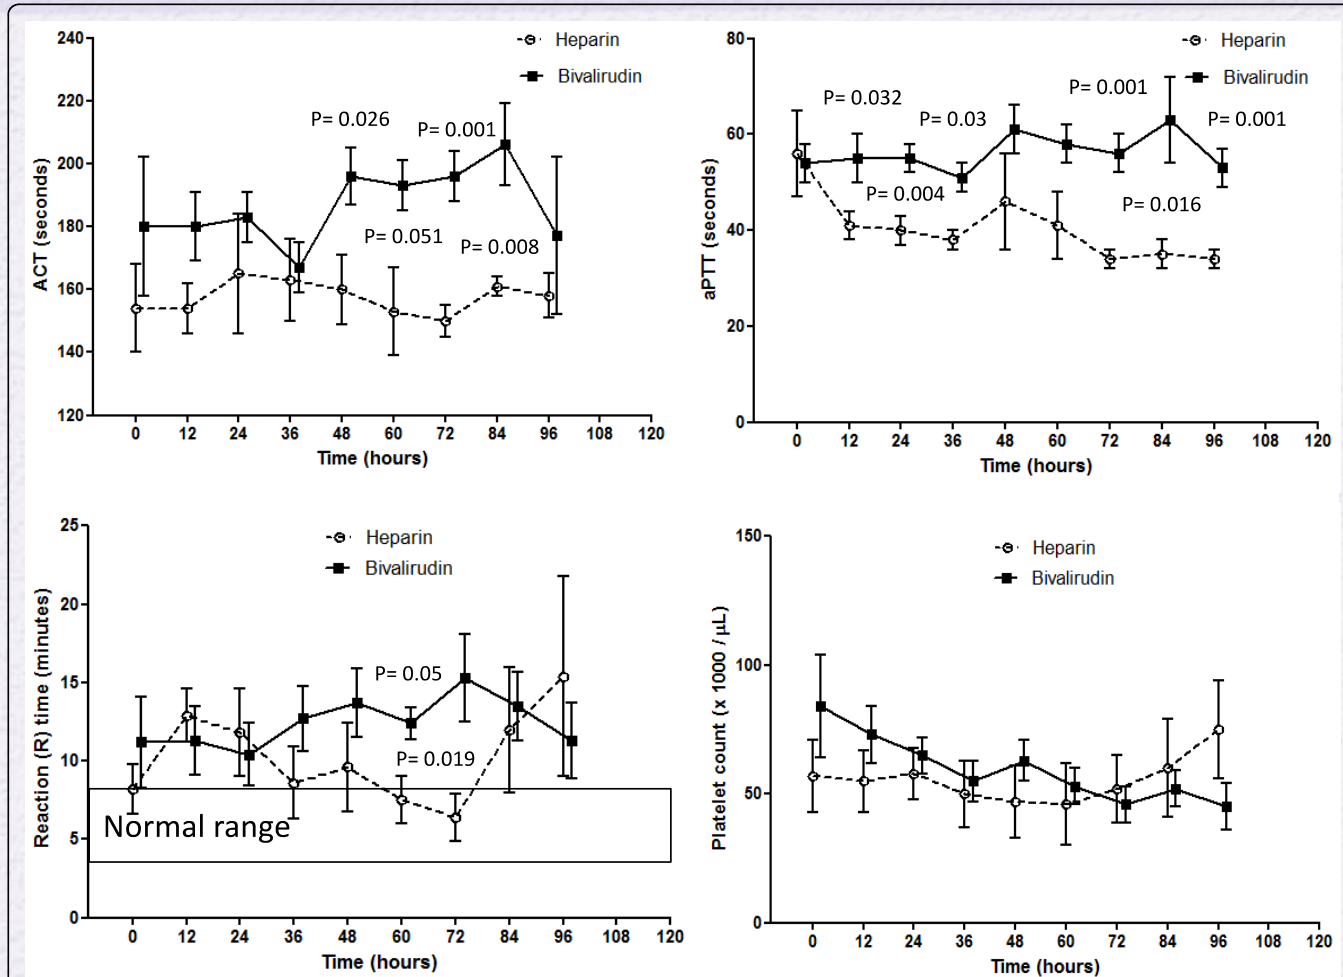 240
220
200
180
160
140
120
ACT (seconds)
Heparin
Bivalirudin
P= 0.026
P= 0.001
P= 0.051
P= 0.008
0 12 24 36 48 60 72 84 96 108 120
Time (hours)
80
60
40
20
0
aPTT (seconds)
Heparin
Bivalirudin
P= 0.032
P= 0.001
P= 0.03
P= 0.001
P= 0.004
P= 0.016
0 12 24 36 48 60 72 84 96 108 120
Time (hours)
25
20
15
10
5
0
Reaction (R) time (minutes)
Heparin
Bivalirudin
P= 0.05
P= 0.019
Normal range
0 12 24 36 48 60 72 84 96 108 120
Time (hours)
150
100
50
0
Platelet count (x 1000 / µL)
Heparin
Bivalirudin
0 12 24 36 48 60 72 84 96 108 120
Time (hours)